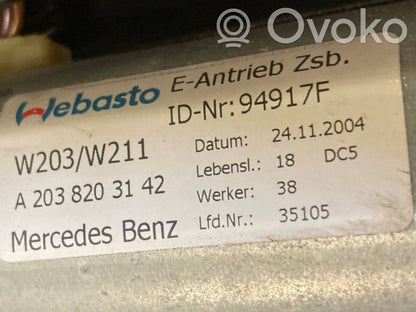 Ovoko
Webasto E-Antrieb Zsb.
ID-Nr: 94917F
W203/W211 Datum: 24.11.2004
A 203 820 31 42 Lebensl.: 18 DC5
Werker: 38
Mercedes Benz Lfd.Nr.: 35105